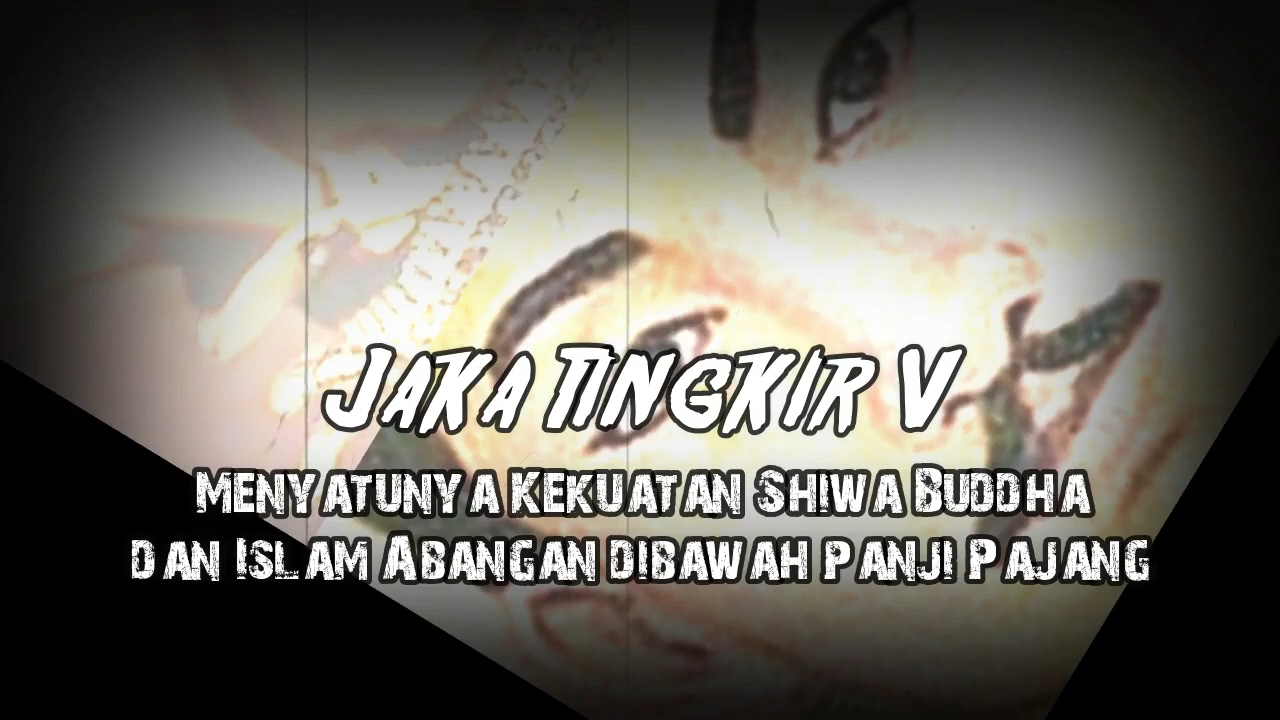 Jaka Tingkir V
Menyatunya Kekuatan Shiwa Buddha
dan Islam Abangan dibawah panji Pajang